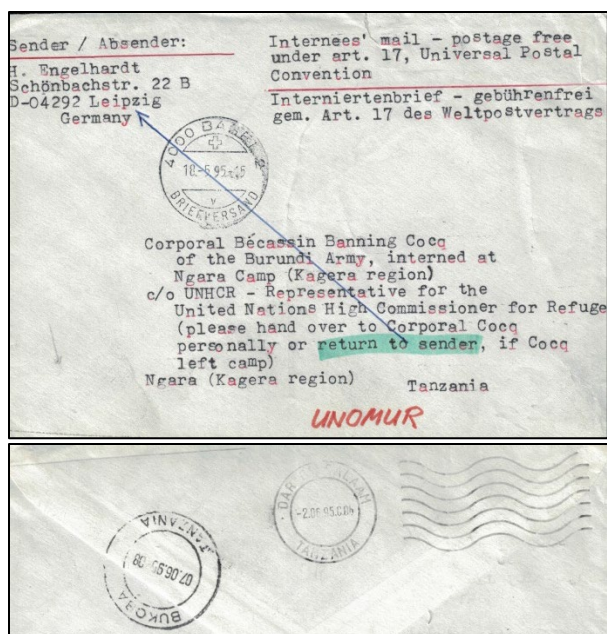 Sender / Absender:
H. Engelhardt
Schönbachstr. 22 B
D-04292 Leipzig
Germany
Internees' mail - postage free
under art. 17, Universal Postal
Convention
Interniertenbrief - gebührenfrei
gem. Art. 17 des Weltpostvertrags
4000 BASEL 2
18.-5.95
V
BRIEFVERSAND
Corporal Bécassin Banning Cocq
of the Burundi Army, interned at
Ngara Camp (Kagera region)
c/o UNHCR - Representative for the
United Nations High Commissioner for Refuge
(please hand over to Corporal Cocq
personally or return to sender, if Cocq
left camp)
Ngara (Kagera region)
Tanzania
UNOMUR
DAR ES SALAAM
-2.06.95
TANZANIA
TANZANIA
07.06.95-08
BUKOBA